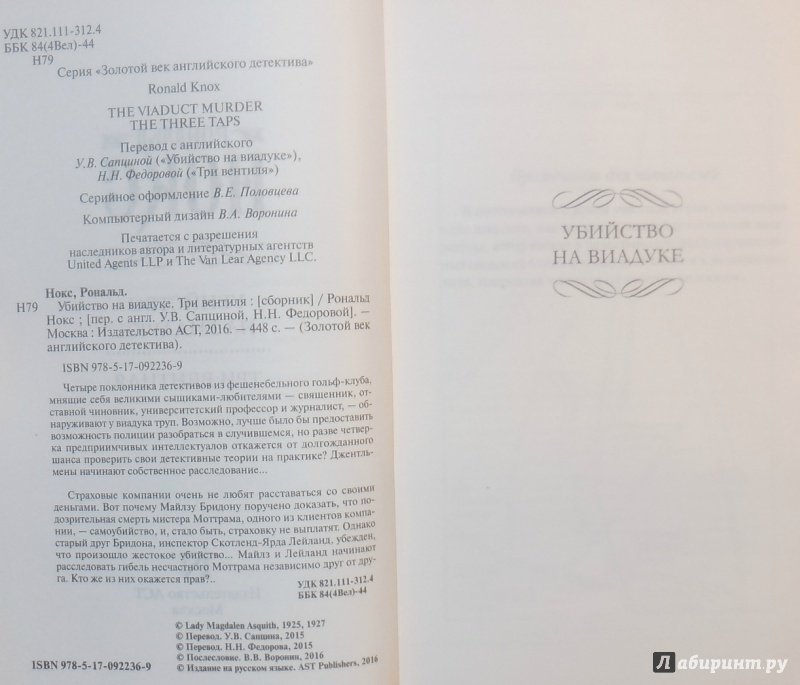 УДК 821.111-312.4
ББК 84(4Вел)-44
Н79
Серия «Золотой век английского детектива»
Ronald Knox
THE VIADUCT MURDER
THE THREE TAPS
Перевод с английского
У.В. Сапциной («Убийство на виадуке»),
Н.Н. Федоровой («Три вентиля»)
Серийное оформление В.Е. Половцева
Компьютерный дизайн В.А. Воронина
Печатается с разрешения
наследников автора и литературных агентств
United Agents LLP и The Van Lear Agency LLC.
Нокс, Рональд.
Н79 Убийство на виадуке. Три вентиля : [сборник] / Рональд
Нокс ; [пер. с англ. У.В. Сапциной, Н.Н. Федоровой]. —
Москва : Издательство АСТ, 2016. — 448 с. — (Золотой век
английского детектива).
ISBN 978-5-17-092236-9
Четыре поклонника детективов из фешенебельного гольф-клуба,
мнящие себя великими сыщиками-любителями — священник, от-
ставной чиновник, университетский профессор и журналист, — об-
наруживают у виадука труп. Возможно, лучше было бы предоставить
возможность полиции разобраться в случившемся, но разве четвер-
ка предприимчивых интеллектуалов откажется от долгожданного
шанса проверить свои детективные теории на практике? Джентль-
мены начинают собственное расследование...
Страховые компании очень не любят расставаться со своими
деньгами. Вот почему Майлзу Бридону поручено доказать, что по-
дозрительная смерть мистера Моттрама, одного из клиентов компа-
нии, — самоубийство, и, стало быть, страховку не выплатят. Однако
старый друг Бридона, инспектор Скотленд-Ярда Лейланд, убежден,
что произошло жестокое убийство... Майлз и Лейланд начинают
расследовать гибель несчастного Моттрама независимо друг от дру-
га. Кто же из них окажется прав?..
УДК 821.111-312.4
ББК 84(4Вел)-44
© Lady Magdalen Asquith, 1925, 1927
© Перевод. У.В. Сапцина, 2015
© Перевод. Н.Н. Федорова, 2015
© Послесловие. В.В. Воронин, 2016
ISBN 978-5-17-092236-9 © Издание на русском языке. AST Publishers, 2016
УБИЙСТВО
НА ВИАДУКЕ
Лабиринт.ру